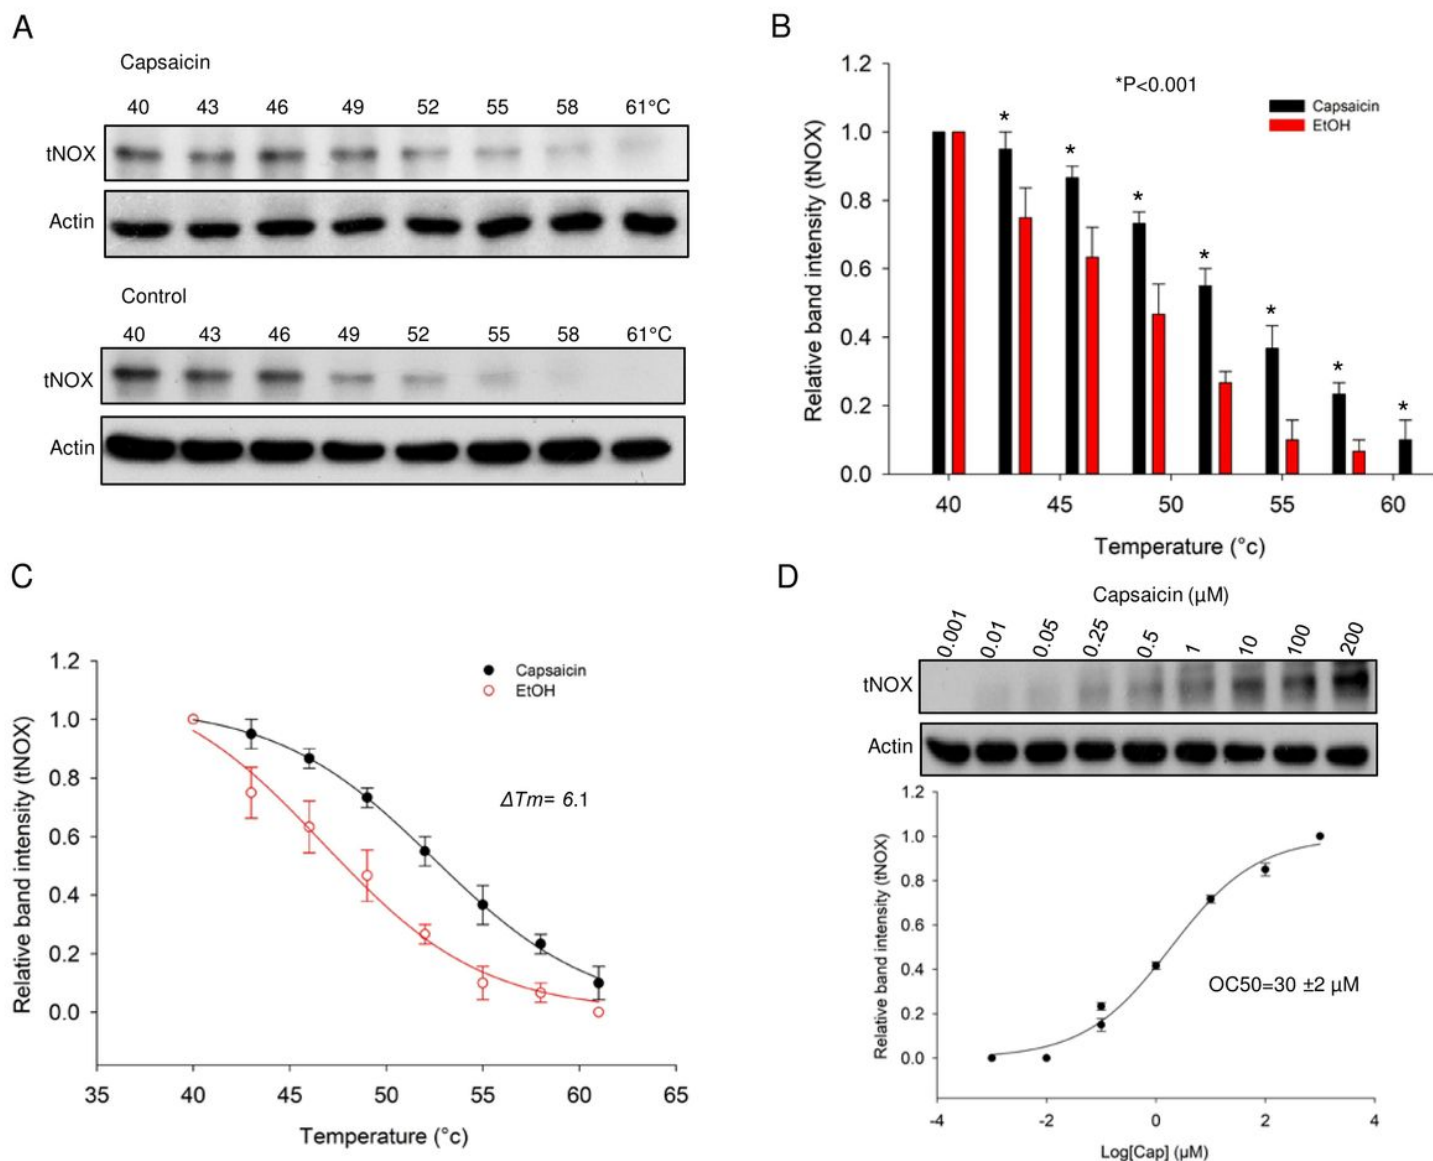 A
Capsaicin
40 43 46 49 52 55 58 61°C
tNOX
Actin
Control
40 43 46 49 52 55 58 61°C
tNOX
Actin
B
*P<0.001
Capsaicin
EtOH
Relative band intensity (tNOX)
1.2
1.0
0.8
0.6
0.4
0.2
0.0
* * * * * * *
40 45 50 55 60
Temperature (°c)
C
Capsaicin
EtOH
ΔTm= 6.1
Relative band intensity (tNOX)
1.2
1.0
0.8
0.6
0.4
0.2
0.0
35 40 45 50 55 60 65
Temperature (°c)
D
Capsaicin (µM)
0.001 0.01 0.05 0.25 0.5 1 10 100 200
tNOX
Actin
Relative band intensity (tNOX)
1.2
1.0
0.8
0.6
0.4
0.2
0.0
OC50=30 ±2 µM
-4 -2 0 2 4
Log[Cap] (µM)